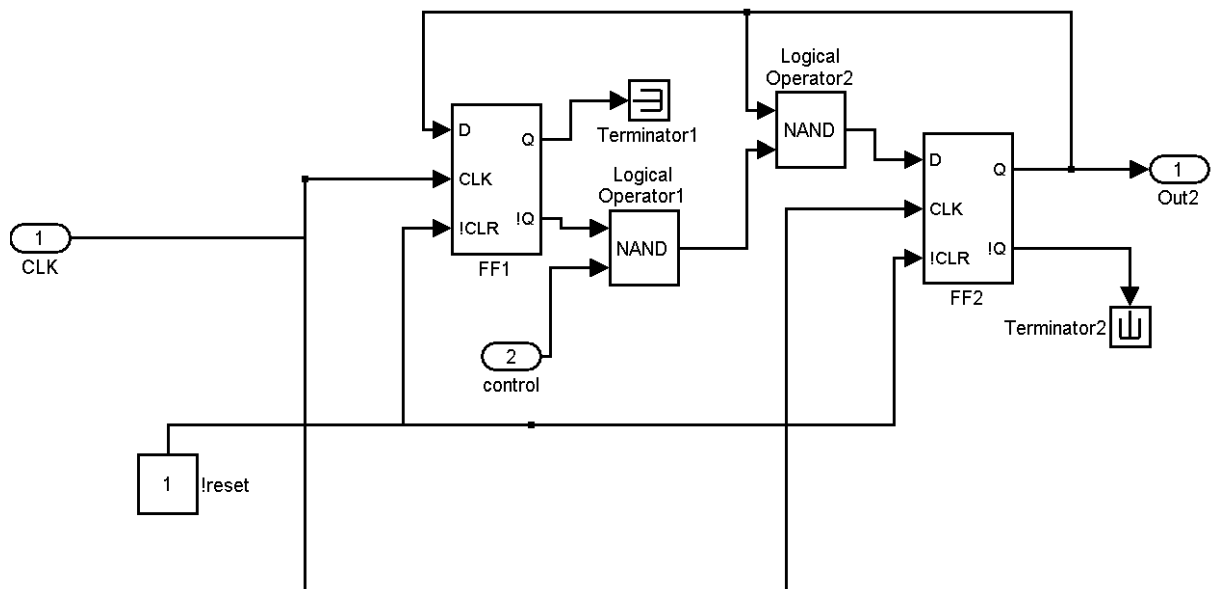 Logical
Operator2
NAND
D
Q
CLK
!Q
!CLR
FF1
Terminator1
Logical
Operator1
NAND
D
Q
CLK
!Q
!CLR
FF2
1
Out2
1
CLK
Terminator2
2
control
1
!reset